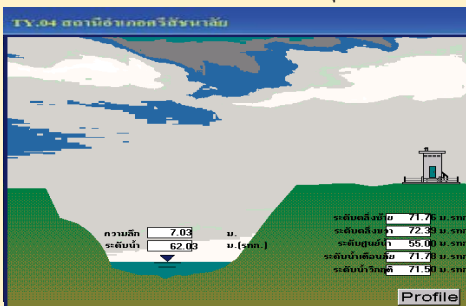 TY.04 สถานีอำเภอศรีสัชนาลัย
ความลึก 7.03 ม.
ระดับน้ำ 62.03 ม.(รทก.)
ระดับตลิ่งซ้าย 71.76 ม.รทก
ระดับตลิ่งขวา 72.39 ม.รทก
ระดับศูนย์เสา 55.00 ม.รทก
ระดับน้ำเตือนภัย 71.70 ม.รทก
ระดับน้ำวิกฤติ 71.50 ม.รทก
Profile